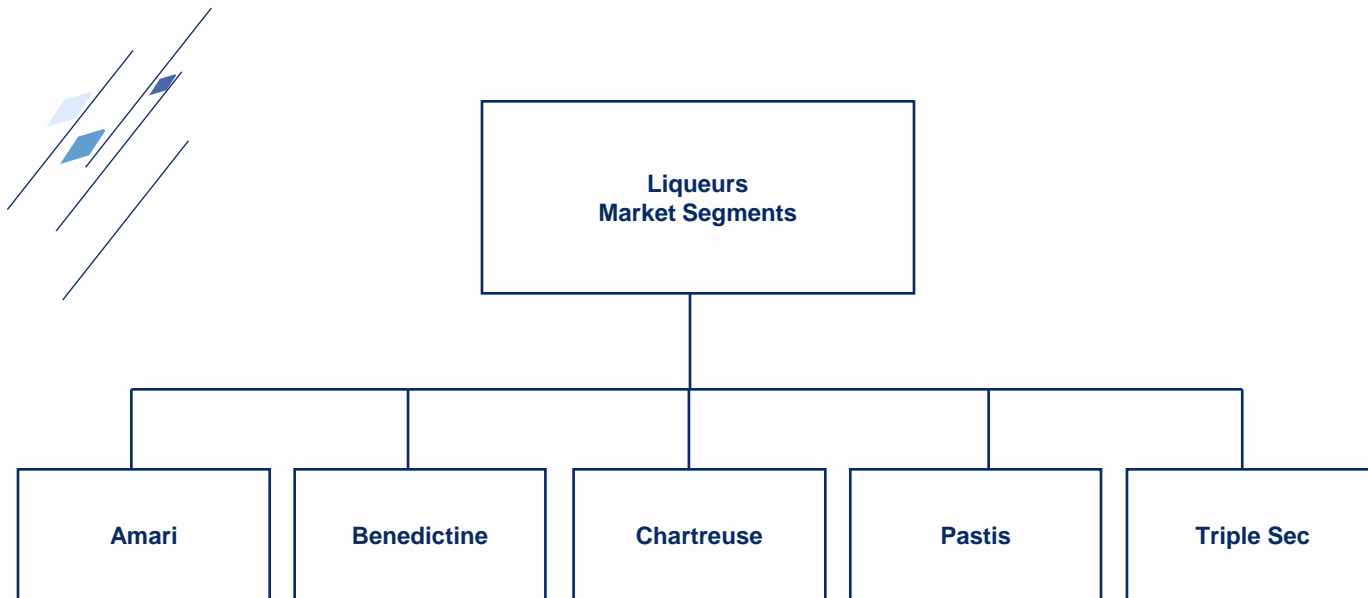 Liqueurs
Market Segments
Amari
Benedictine
Chartreuse
Pastis
Triple Sec